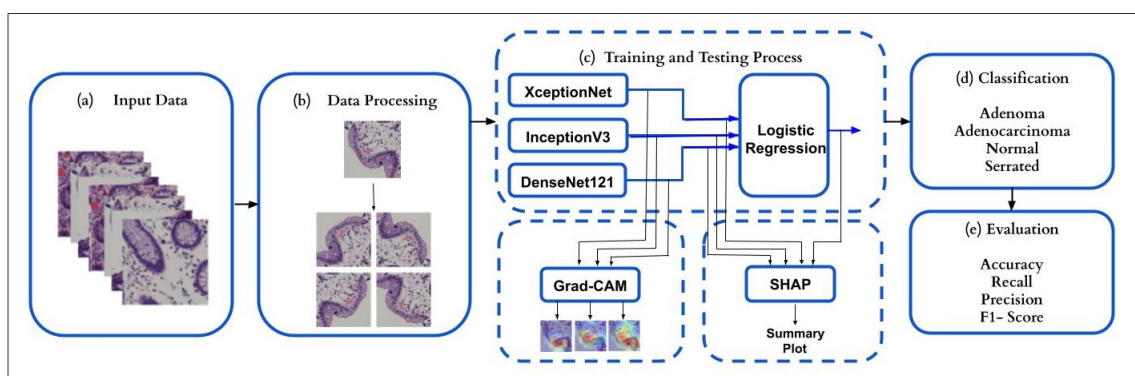 (a) Input Data
(b) Data Processing
(c) Training and Testing Process
XceptionNet
InceptionV3
DenseNet121
Logistic
Regression
Grad-CAM
SHAP
Summary
Plot
(d) Classification
Adenoma
Adenocarcinoma
Normal
Serrated
(e) Evaluation
Accuracy
Recall
Precision
F1- Score